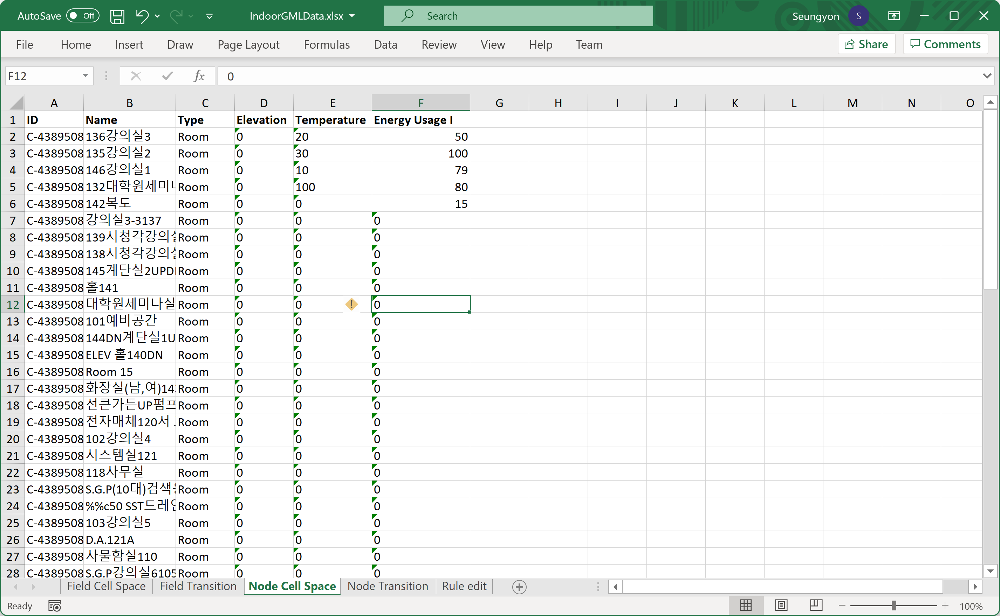 AutoSave Off IndoorGMLData.xlsx Search Seungyon S
File Home Insert Draw Page Layout Formulas Data Review View Help Team Share Comments
F12 fx 0
A B C D E F G H I J K L M N O
1 ID Name Type Elevation Temperature Energy Usage I
2 C-4389508 136강의실3 Room 0 20 50
3 C-4389508 135강의실2 Room 0 30 100
4 C-4389508 146강의실1 Room 0 10 79
5 C-4389508 132대학원세미나 Room 0 100 80
6 C-4389508 142복도 Room 0 0 15
7 C-4389508 강의실3-3137 Room 0 0 0
8 C-4389508 139시청각강의실 Room 0 0 0
9 C-4389508 138시청각강의실 Room 0 0 0
10 C-4389508 145계단실2UPD Room 0 0 0
11 C-4389508 홀141 Room 0 0 0
12 C-4389508 대학원세미나실 Room 0 0 0
13 C-4389508 101예비공간 Room 0 0 0
14 C-4389508 144DN계단실1U Room 0 0 0
15 C-4389508 ELEV 홀140DN Room 0 0 0
16 C-4389508 Room 15 Room 0 0 0
17 C-4389508 화장실(남,여)14 Room 0 0 0
18 C-4389508 선큰가든UP펌프 Room 0 0 0
19 C-4389508 전자매체120서 Room 0 0 0
20 C-4389508 102강의실4 Room 0 0 0
21 C-4389508 시스템실121 Room 0 0 0
22 C-4389508 118사무실 Room 0 0 0
23 C-4389508 S.G.P(10대)검색 Room 0 0 0
24 C-4389508 %%c50 SST드레인 Room 0 0 0
25 C-4389508 103강의실5 Room 0 0 0
26 C-4389508 D.A.121A Room 0 0 0
27 C-4389508 사물함실110 Room 0 0 0
28 C-4389508 S.G.P강의실6105 Room 0 0 0
Field Cell Space Field Transition Node Cell Space Node Transition Rule edit
Ready 100%